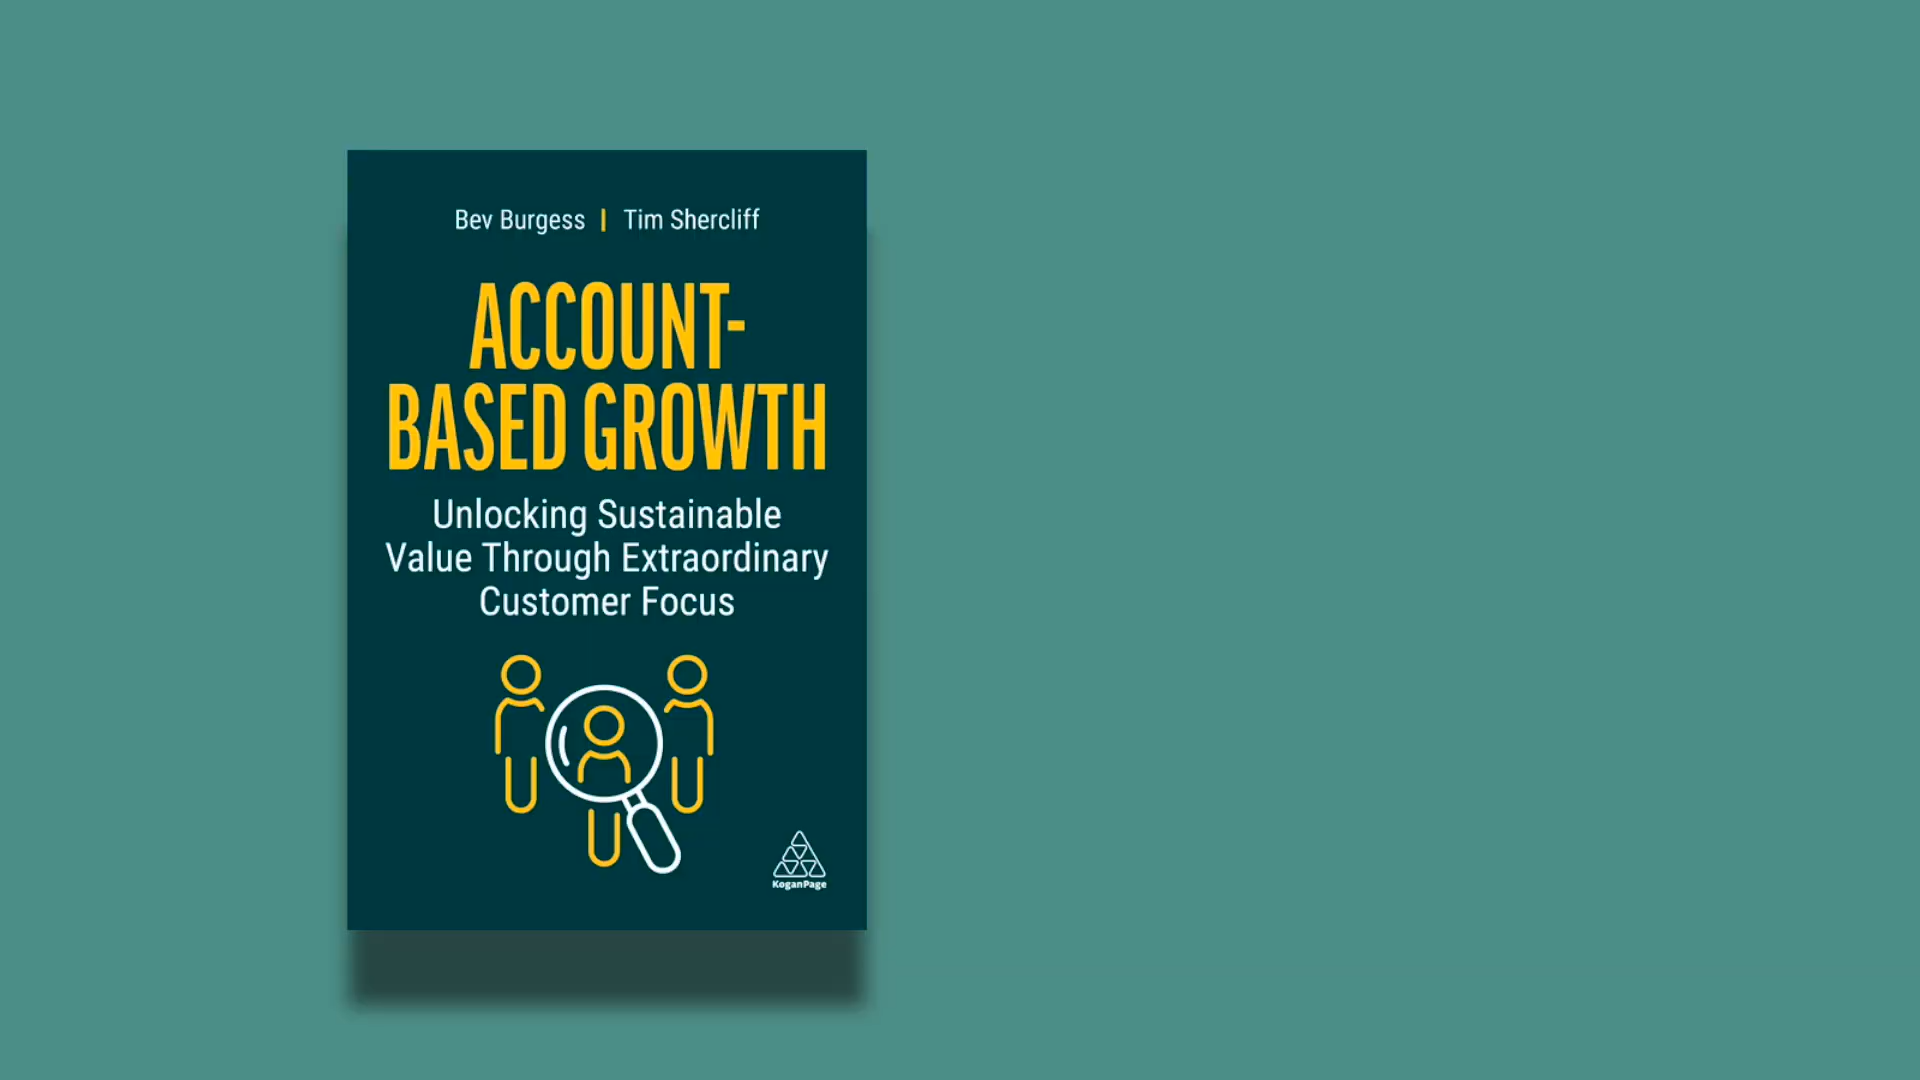 Bev Burgess | Tim Shercliff
ACCOUNT-
BASED GROWTH
Unlocking Sustainable
Value Through Extraordinary
Customer Focus
KoganPage